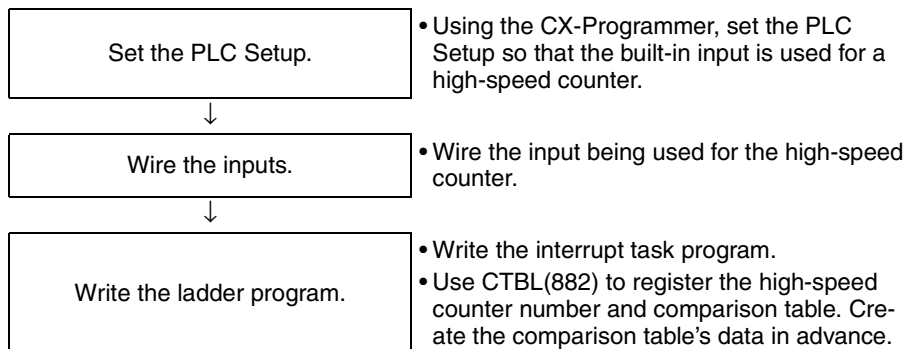 Set the PLC Setup.
• Using the CX-Programmer, set the PLC
Setup so that the built-in input is used for a
high-speed counter.
↓
Wire the inputs.
• Wire the input being used for the high-speed
counter.
↓
Write the ladder program.
• Write the interrupt task program.
• Use CTBL(882) to register the high-speed
counter number and comparison table. Cre-
ate the comparison table's data in advance.